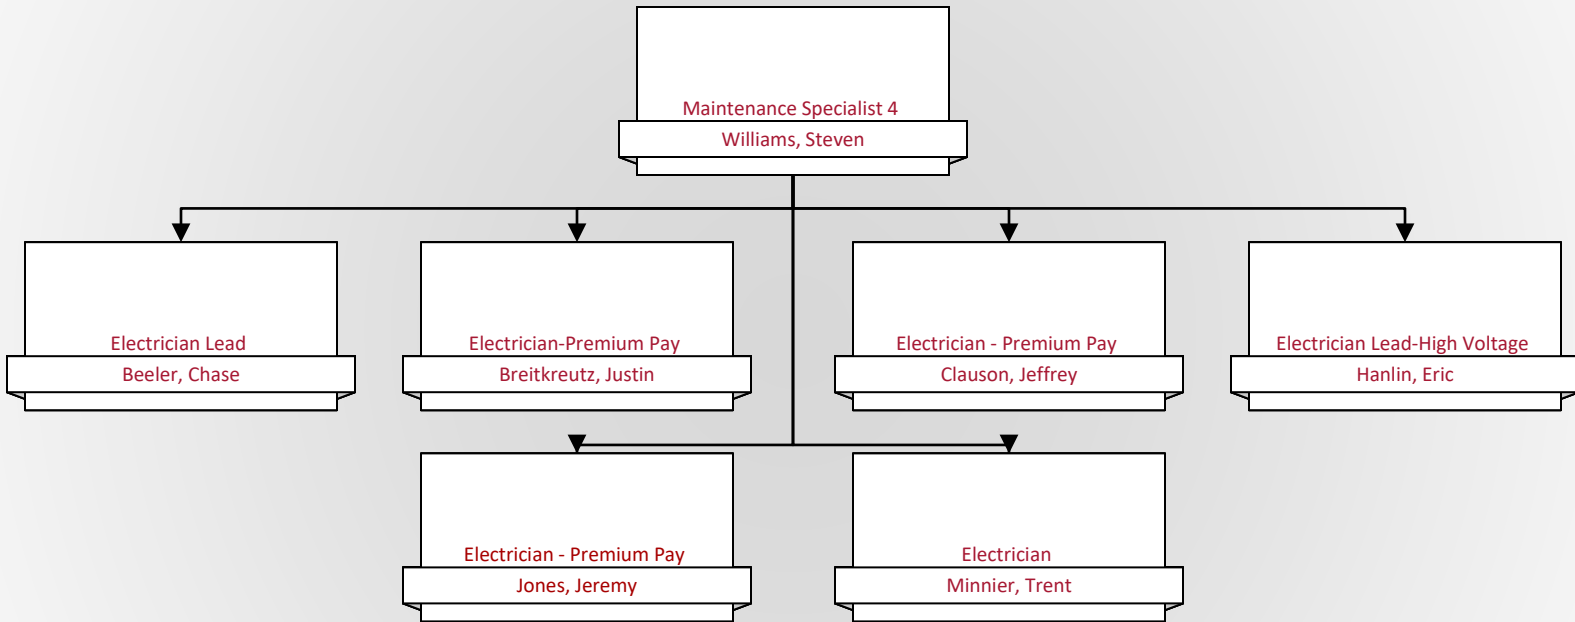 Maintenance Specialist 4
Williams, Steven
Electrician Lead
Beeler, Chase
Electrician-Premium Pay
Breitkreutz, Justin
Electrician - Premium Pay
Clauson, Jeffrey
Electrician Lead-High Voltage
Hanlin, Eric
Electrician - Premium Pay
Jones, Jeremy
Electrician
Minnier, Trent